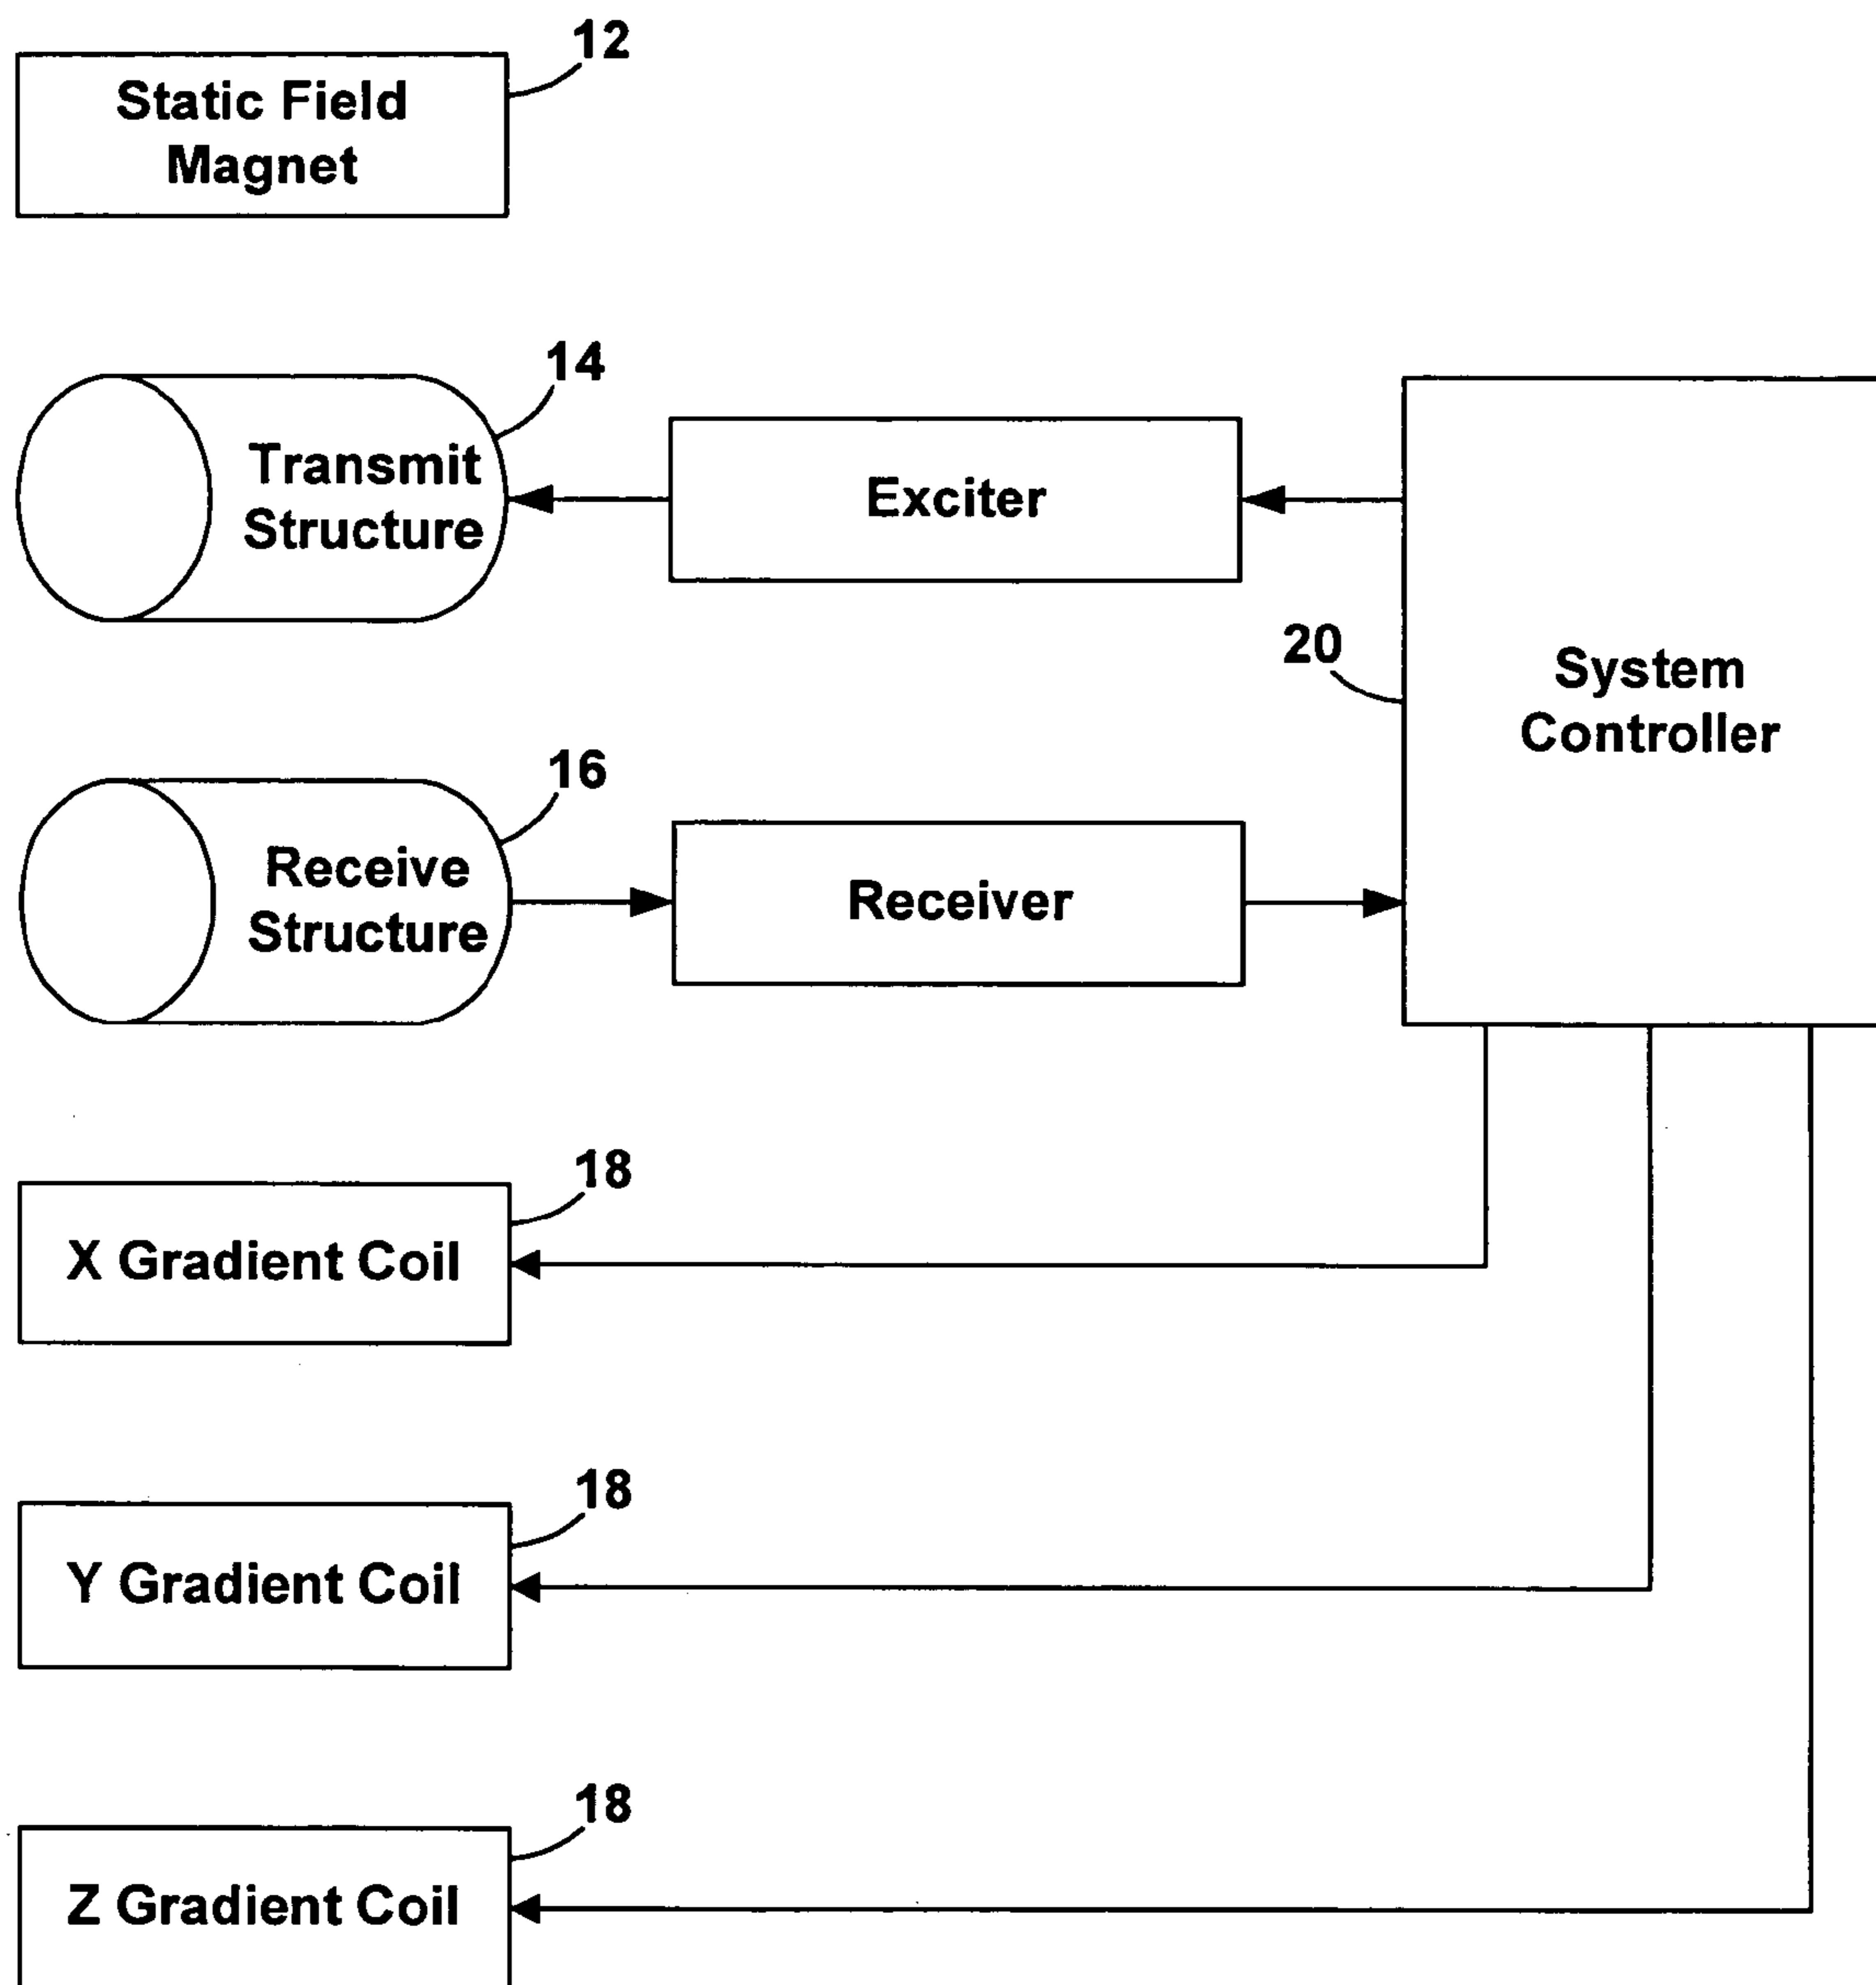 12
Static Field
Magnet
14
Transmit
Structure
Exciter
20
System
Controller
16
Receive
Structure
Receiver
18
X Gradient Coil
18
Y Gradient Coil
18
Z Gradient Coil